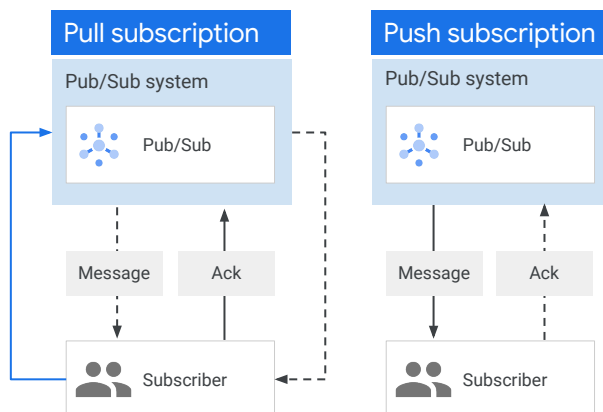 Pull subscription
Pub/Sub system
Pub/Sub
Message
Ack
Subscriber
Push subscription
Pub/Sub system
Pub/Sub
Message
Ack
Subscriber